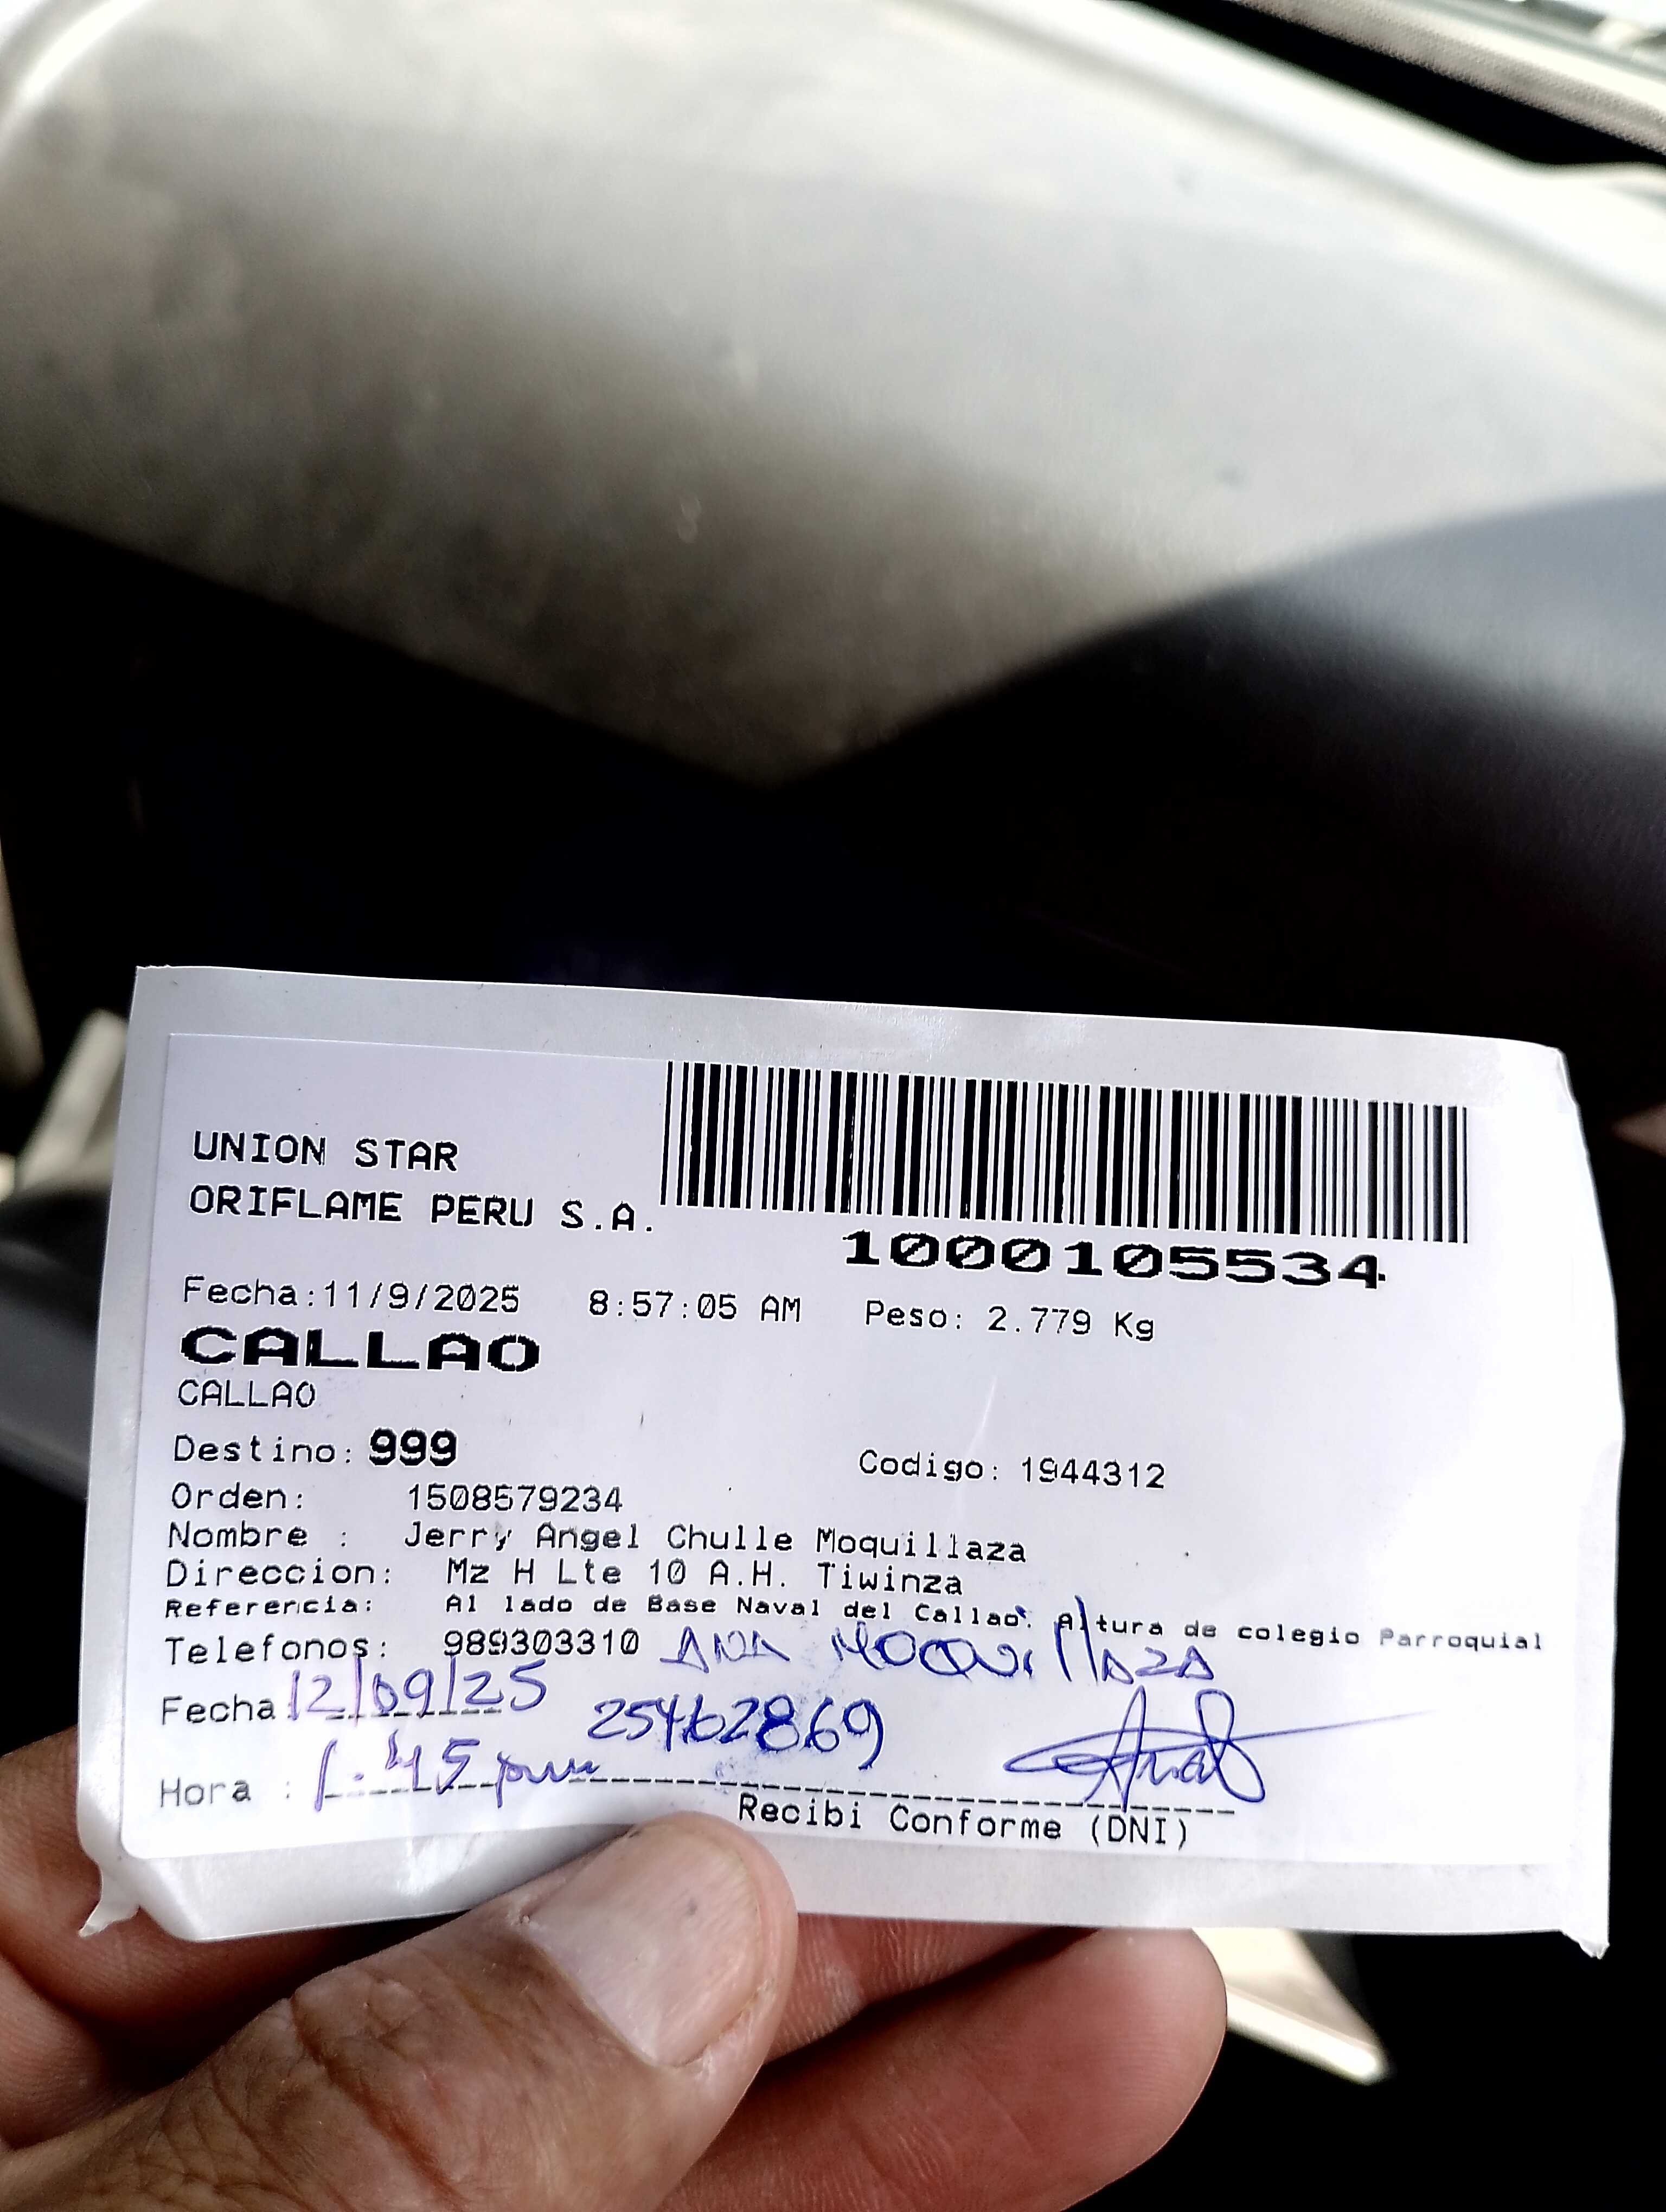 UNION STAR
ORIFLAME PERU S.A.
1000105534
Fecha:11/9/2025 8:57:05 AM Peso: 2.779 Kg
CALLAO
CALLAO
Destino: 999 Codigo: 1944312
Orden: 1508579234
Nombre : Jerry Angel Chulle Moquillaza
Direccion: Mz H Lte 10 A.H. Tiwinza
Referencia: Al lado de Base Naval del Callao. Altura de colegio Parroquial
Telefonos: 989303310 ANA MOQUillAZA
Fecha 12/09/25 25462869
Hora : 1:45 pm
Recibi Conforme (DNI)